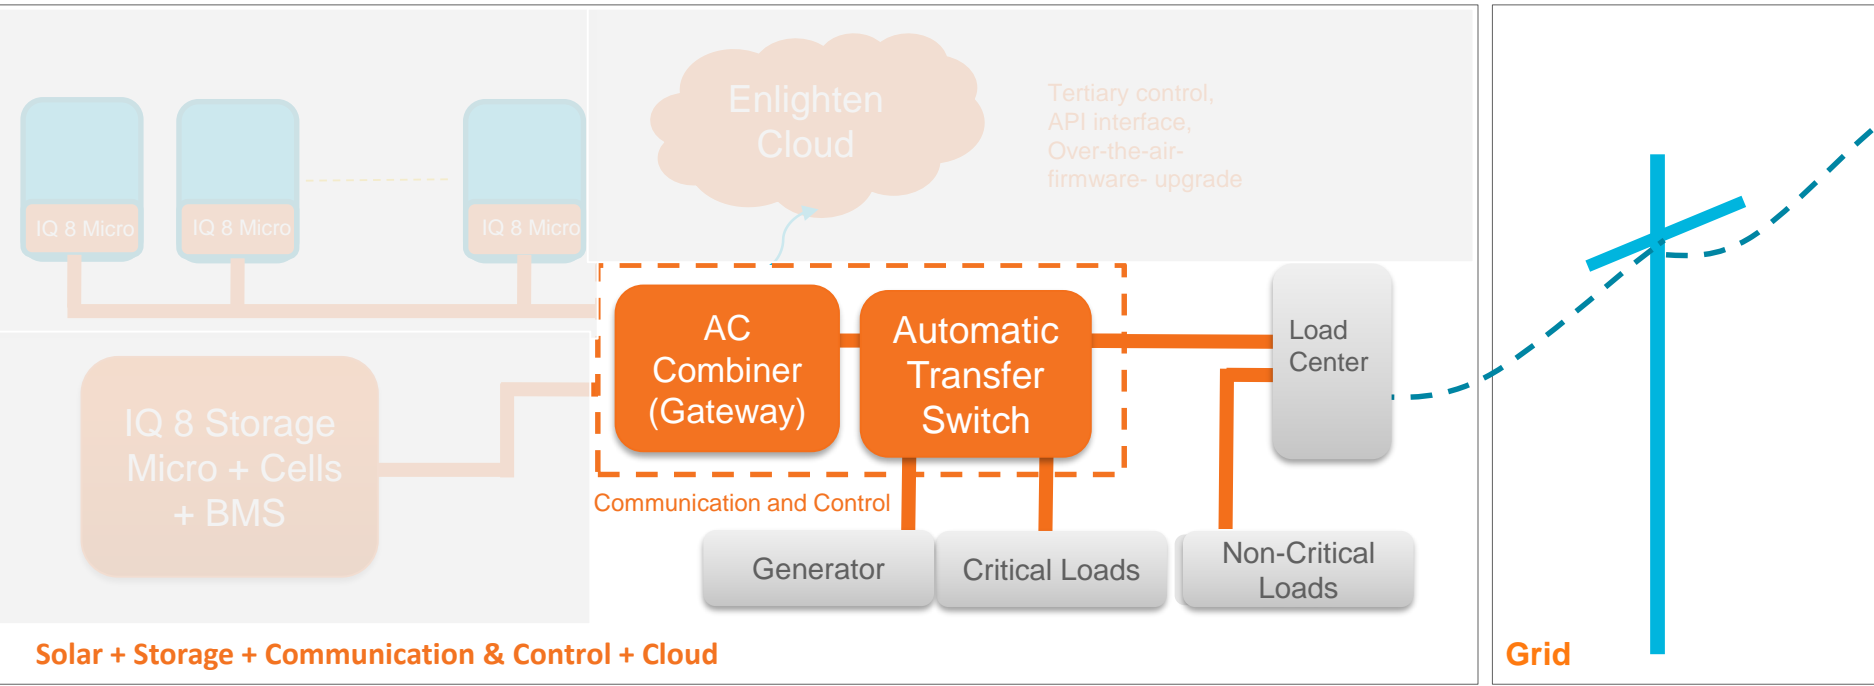 Enlighten
Cloud
Tertiary control,
API interface,
Over-the-air-
firmware- upgrade
IQ 8 Micro
IQ 8 Micro
IQ 8 Micro
AC
Combiner
(Gateway)
Automatic
Transfer
Switch
Load
Center
IQ 8 Storage
Micro + Cells
+ BMS
Communication and Control
Generator
Critical Loads
Non-Critical
Loads
Solar + Storage + Communication & Control + Cloud
Grid